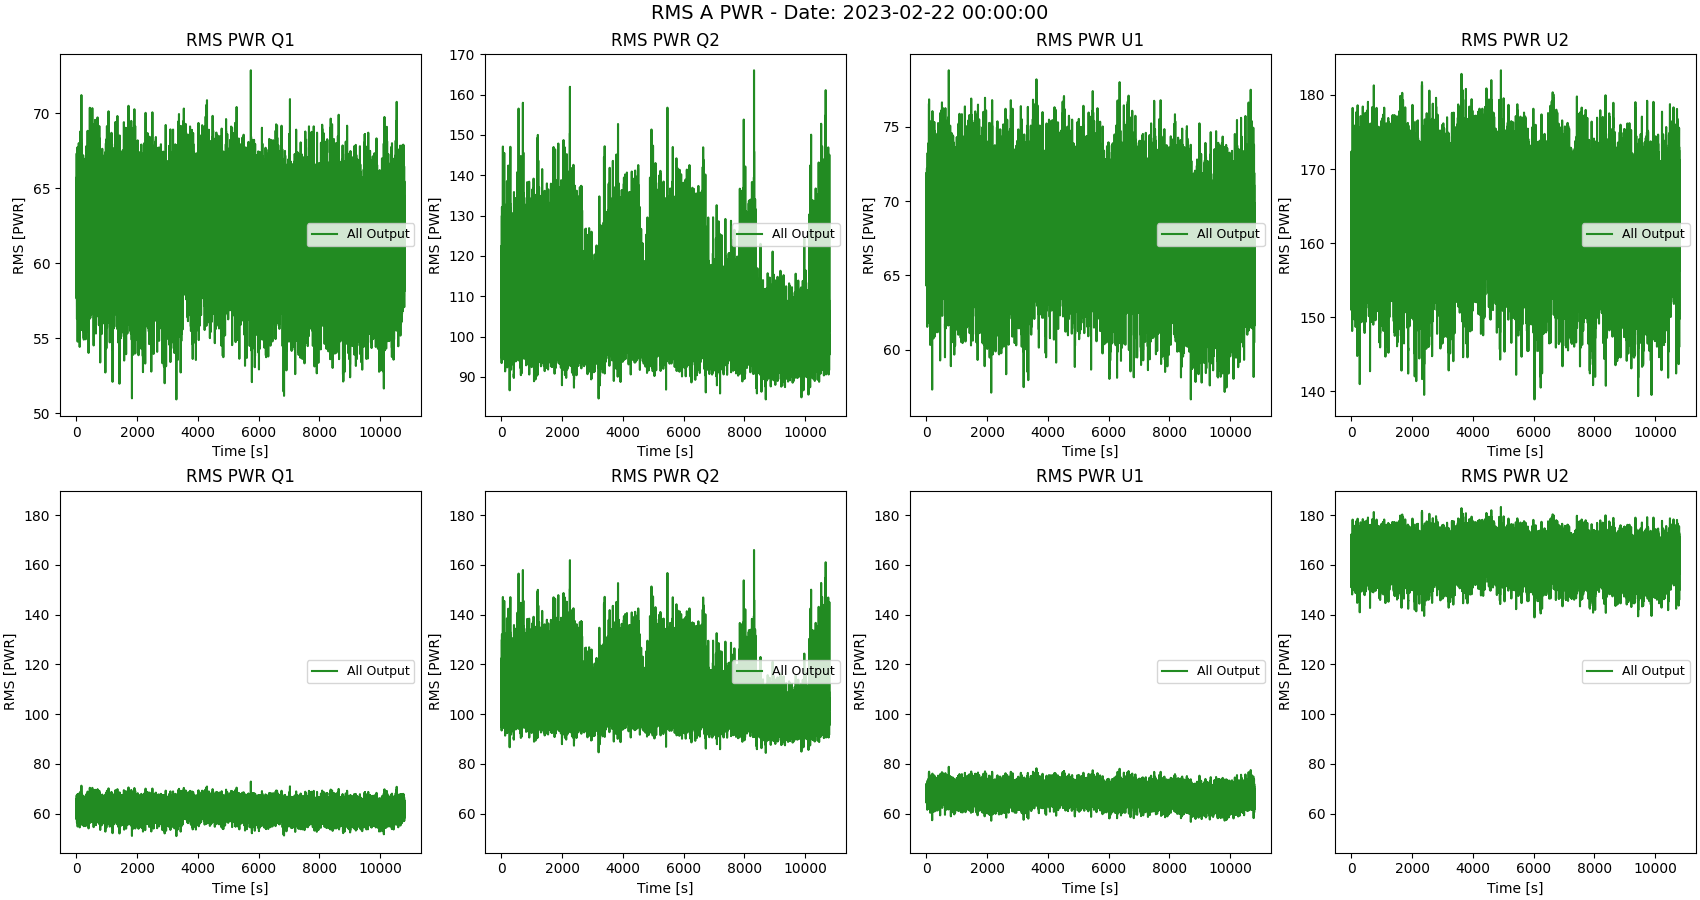 RMS A PWR - Date: 2023-02-22 00:00:00
RMS PWR Q1
RMS [PWR]
70
65
60
55
50
All Output
0 2000 4000 6000 8000 10000
Time [s]
RMS PWR Q2
RMS [PWR]
170
160
150
140
130
120
110
100
90
All Output
0 2000 4000 6000 8000 10000
Time [s]
RMS PWR U1
RMS [PWR]
75
70
65
60
All Output
0 2000 4000 6000 8000 10000
Time [s]
RMS PWR U2
RMS [PWR]
180
170
160
150
140
All Output
0 2000 4000 6000 8000 10000
Time [s]
RMS PWR Q1
RMS [PWR]
180
160
140
120
100
80
60
All Output
0 2000 4000 6000 8000 10000
Time [s]
RMS PWR Q2
RMS [PWR]
180
160
140
120
100
80
60
All Output
0 2000 4000 6000 8000 10000
Time [s]
RMS PWR U1
RMS [PWR]
180
160
140
120
100
80
60
All Output
0 2000 4000 6000 8000 10000
Time [s]
RMS PWR U2
RMS [PWR]
180
160
140
120
100
80
60
All Output
0 2000 4000 6000 8000 10000
Time [s]